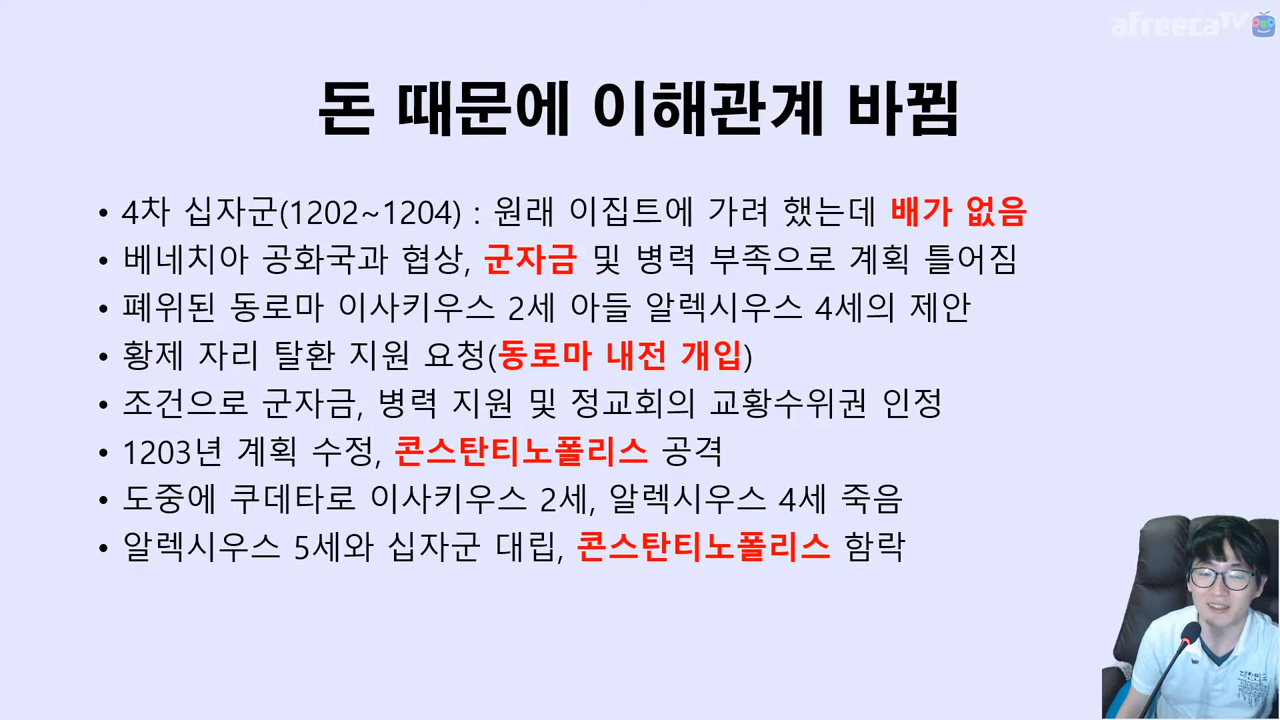 afreecaTV
돈 때문에 이해관계 바뀜
• 4차 십자군(1202~1204) : 원래 이집트에 가려 했는데 배가 없음
• 베네치아 공화국과 협상, 군자금 및 병력 부족으로 계획 틀어짐
• 폐위된 동로마 이사키우스 2세 아들 알렉시우스 4세의 제안
• 황제 자리 탈환 지원 요청(동로마 내전 개입)
• 조건으로 군자금, 병력 지원 및 정교회의 교황수위권 인정
• 1203년 계획 수정, 콘스탄티노폴리스 공격
• 도중에 쿠데타로 이사키우스 2세, 알렉시우스 4세 죽음
• 알렉시우스 5세와 십자군 대립, 콘스탄티노폴리스 함락